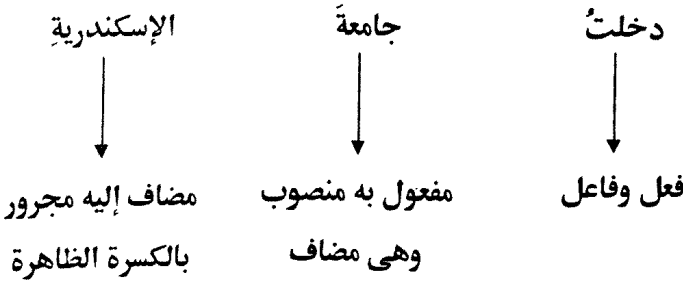 دخلتُ جامعةَ الإسكندريةِ
فعل وفاعل مفعول به منصوب مضاف إليه مجرور
وهى مضاف بالكسرة الظاهرة